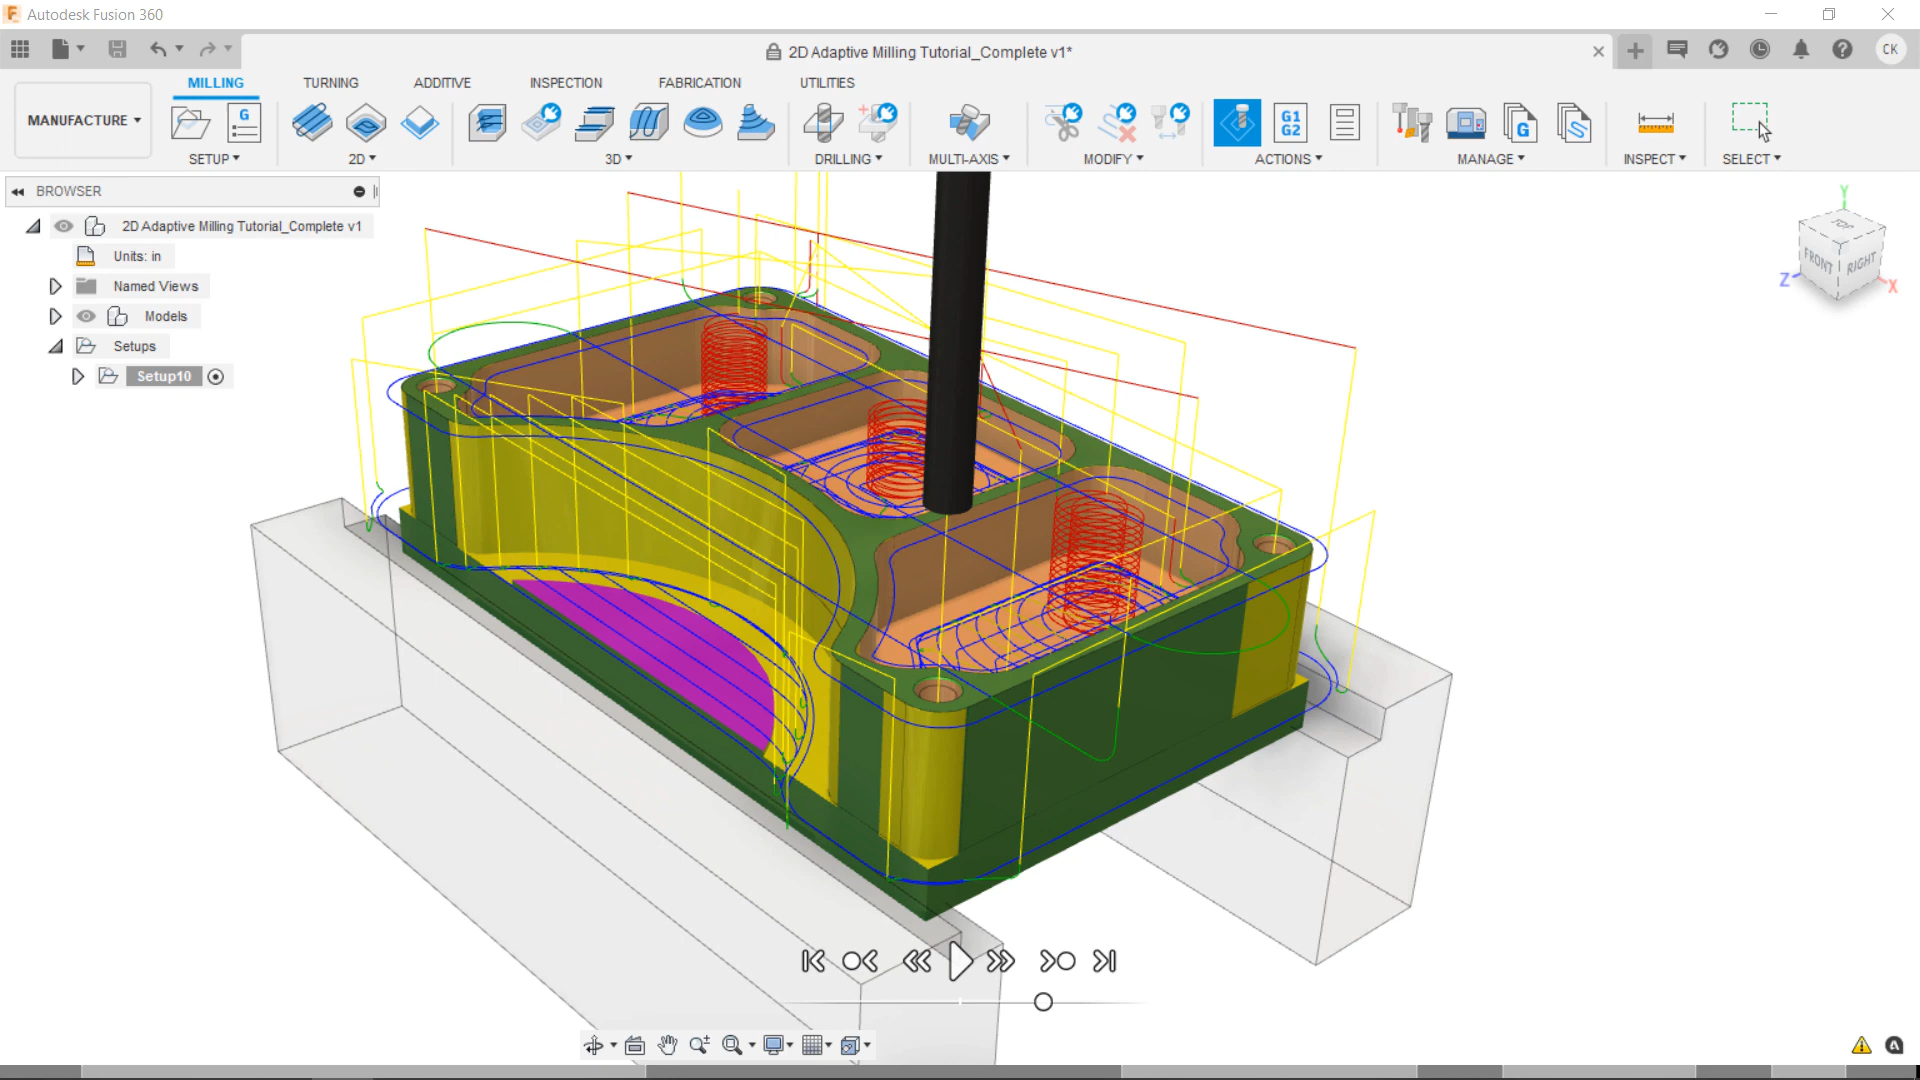 Autodesk Fusion 360
2D Adaptive Milling Tutorial_Complete v1*
CK
MILLING TURNING ADDITIVE INSPECTION FABRICATION UTILITIES
MANUFACTURE
G
G1
G2
G
SETUP 2D 3D DRILLING MULTI-AXIS MODIFY ACTIONS MANAGE INSPECT SELECT
BROWSER
2D Adaptive Milling Tutorial_Complete v1
Units: in
Named Views
Models
Setups
Setup10
Y
TOP
FRONT
RIGHT
Z
X